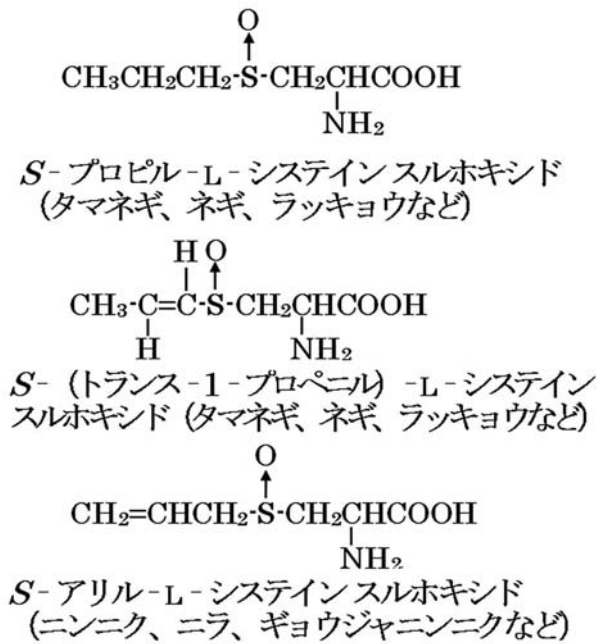 O
CH₃CH₂CH₂-S-CH₂CHCOOH
NH₂
S-プロピル-L-システイン スルホキシド
(タマネギ、ネギ、ラッキョウなど)
H O
CH₃-C=C-S-CH₂CHCOOH
H NH₂
S-(トランス-1-プロペニル)-L-システイン
スルホキシド(タマネギ、ネギ、ラッキョウなど)
O
CH₂=CHCH₂-S-CH₂CHCOOH
NH₂
S-アリル-L-システイン スルホキシド
(ニンニク、ニラ、ギョウジャニンニクなど)